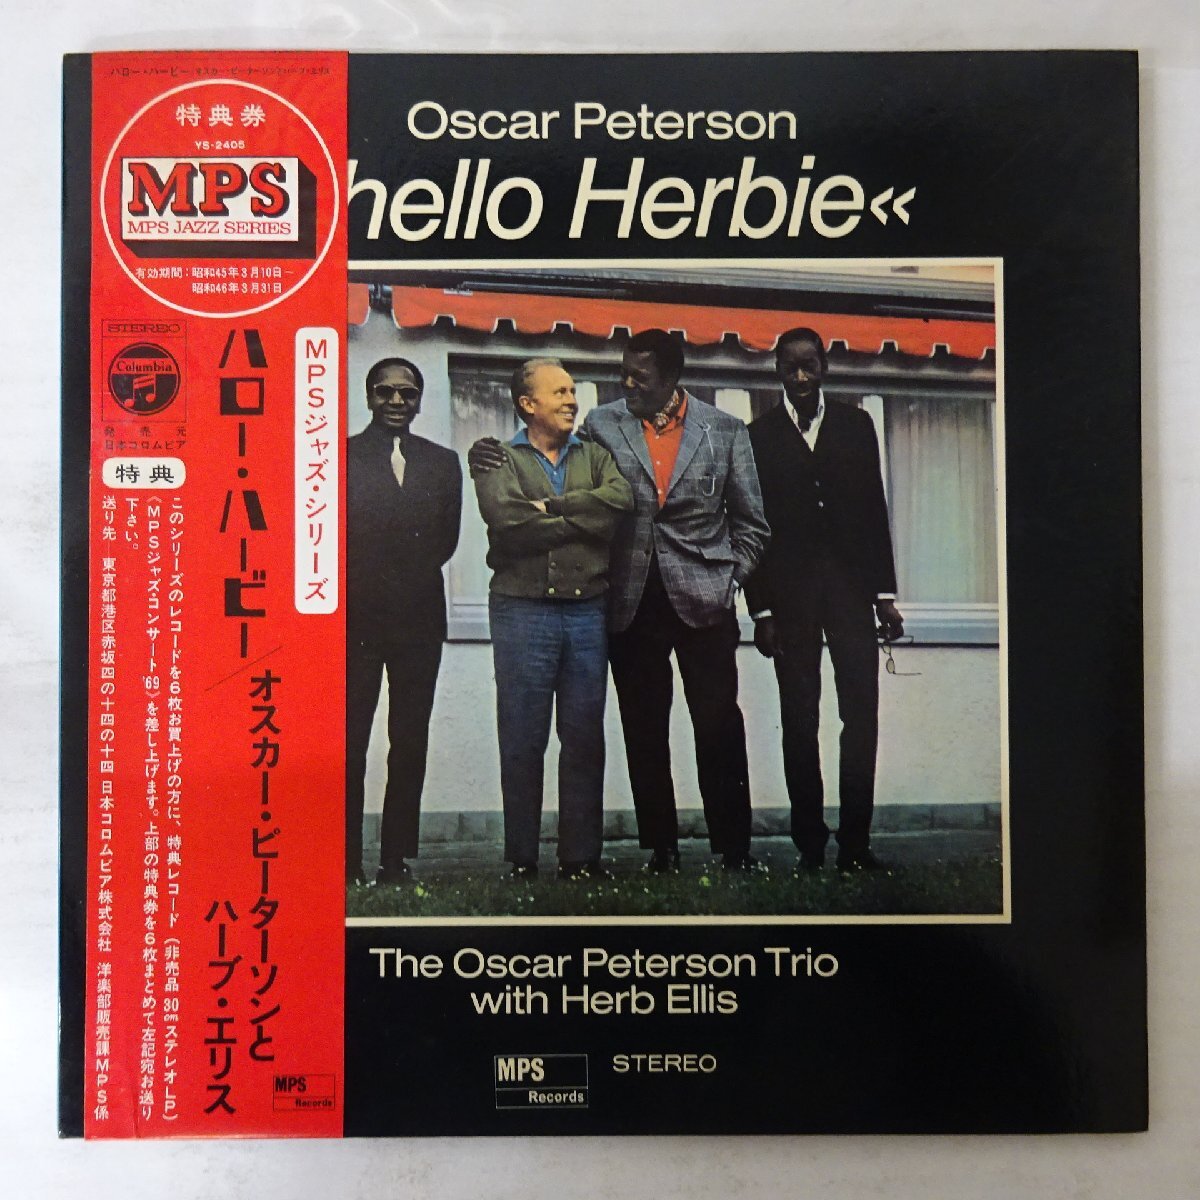 ハロー・ハービー オスカー・ピーターソンとハーブ・エリス
特典券
YS-2405
MPS
MPS JAZZ SERIES
有効期間：昭和45年3月10日—
昭和46年3月31日
STEREO
Columbia
発売元
日本コロムビア
MPSジャズ・シリーズ
ハロー・ハービー／オスカー・ピーターソンと
ハーブ・エリス
特典
このシリーズのレコードを6枚お買上げの方に、特典レコード（非売品 30cmステレオLP）
《MPSジャズ・コンサート'69》を差し上げます。上部の特典券を6枚まとめて左記宛お送り
下さい。
送り先—東京都港区赤坂四の十四の十四 日本コロムビア株式会社 洋楽部販売課MPS係
MPS
Records
Oscar Peterson
hello Herbie«
The Oscar Peterson Trio
with Herb Ellis
MPS
Records
STEREO